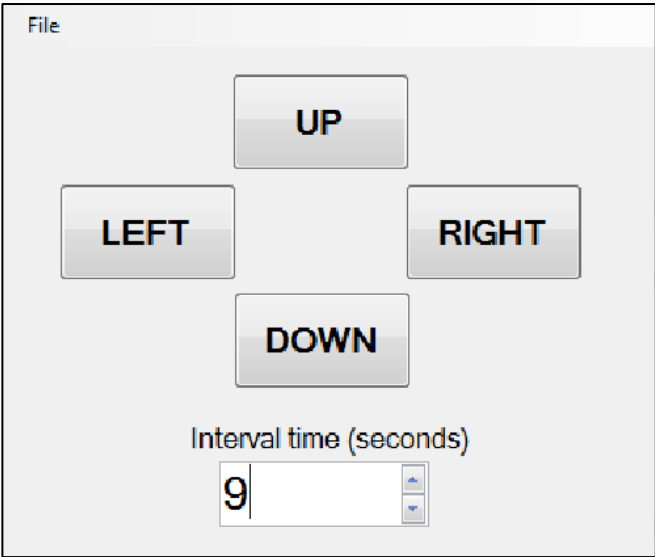 File
UP
LEFT RIGHT
DOWN
Interval time (seconds)
9